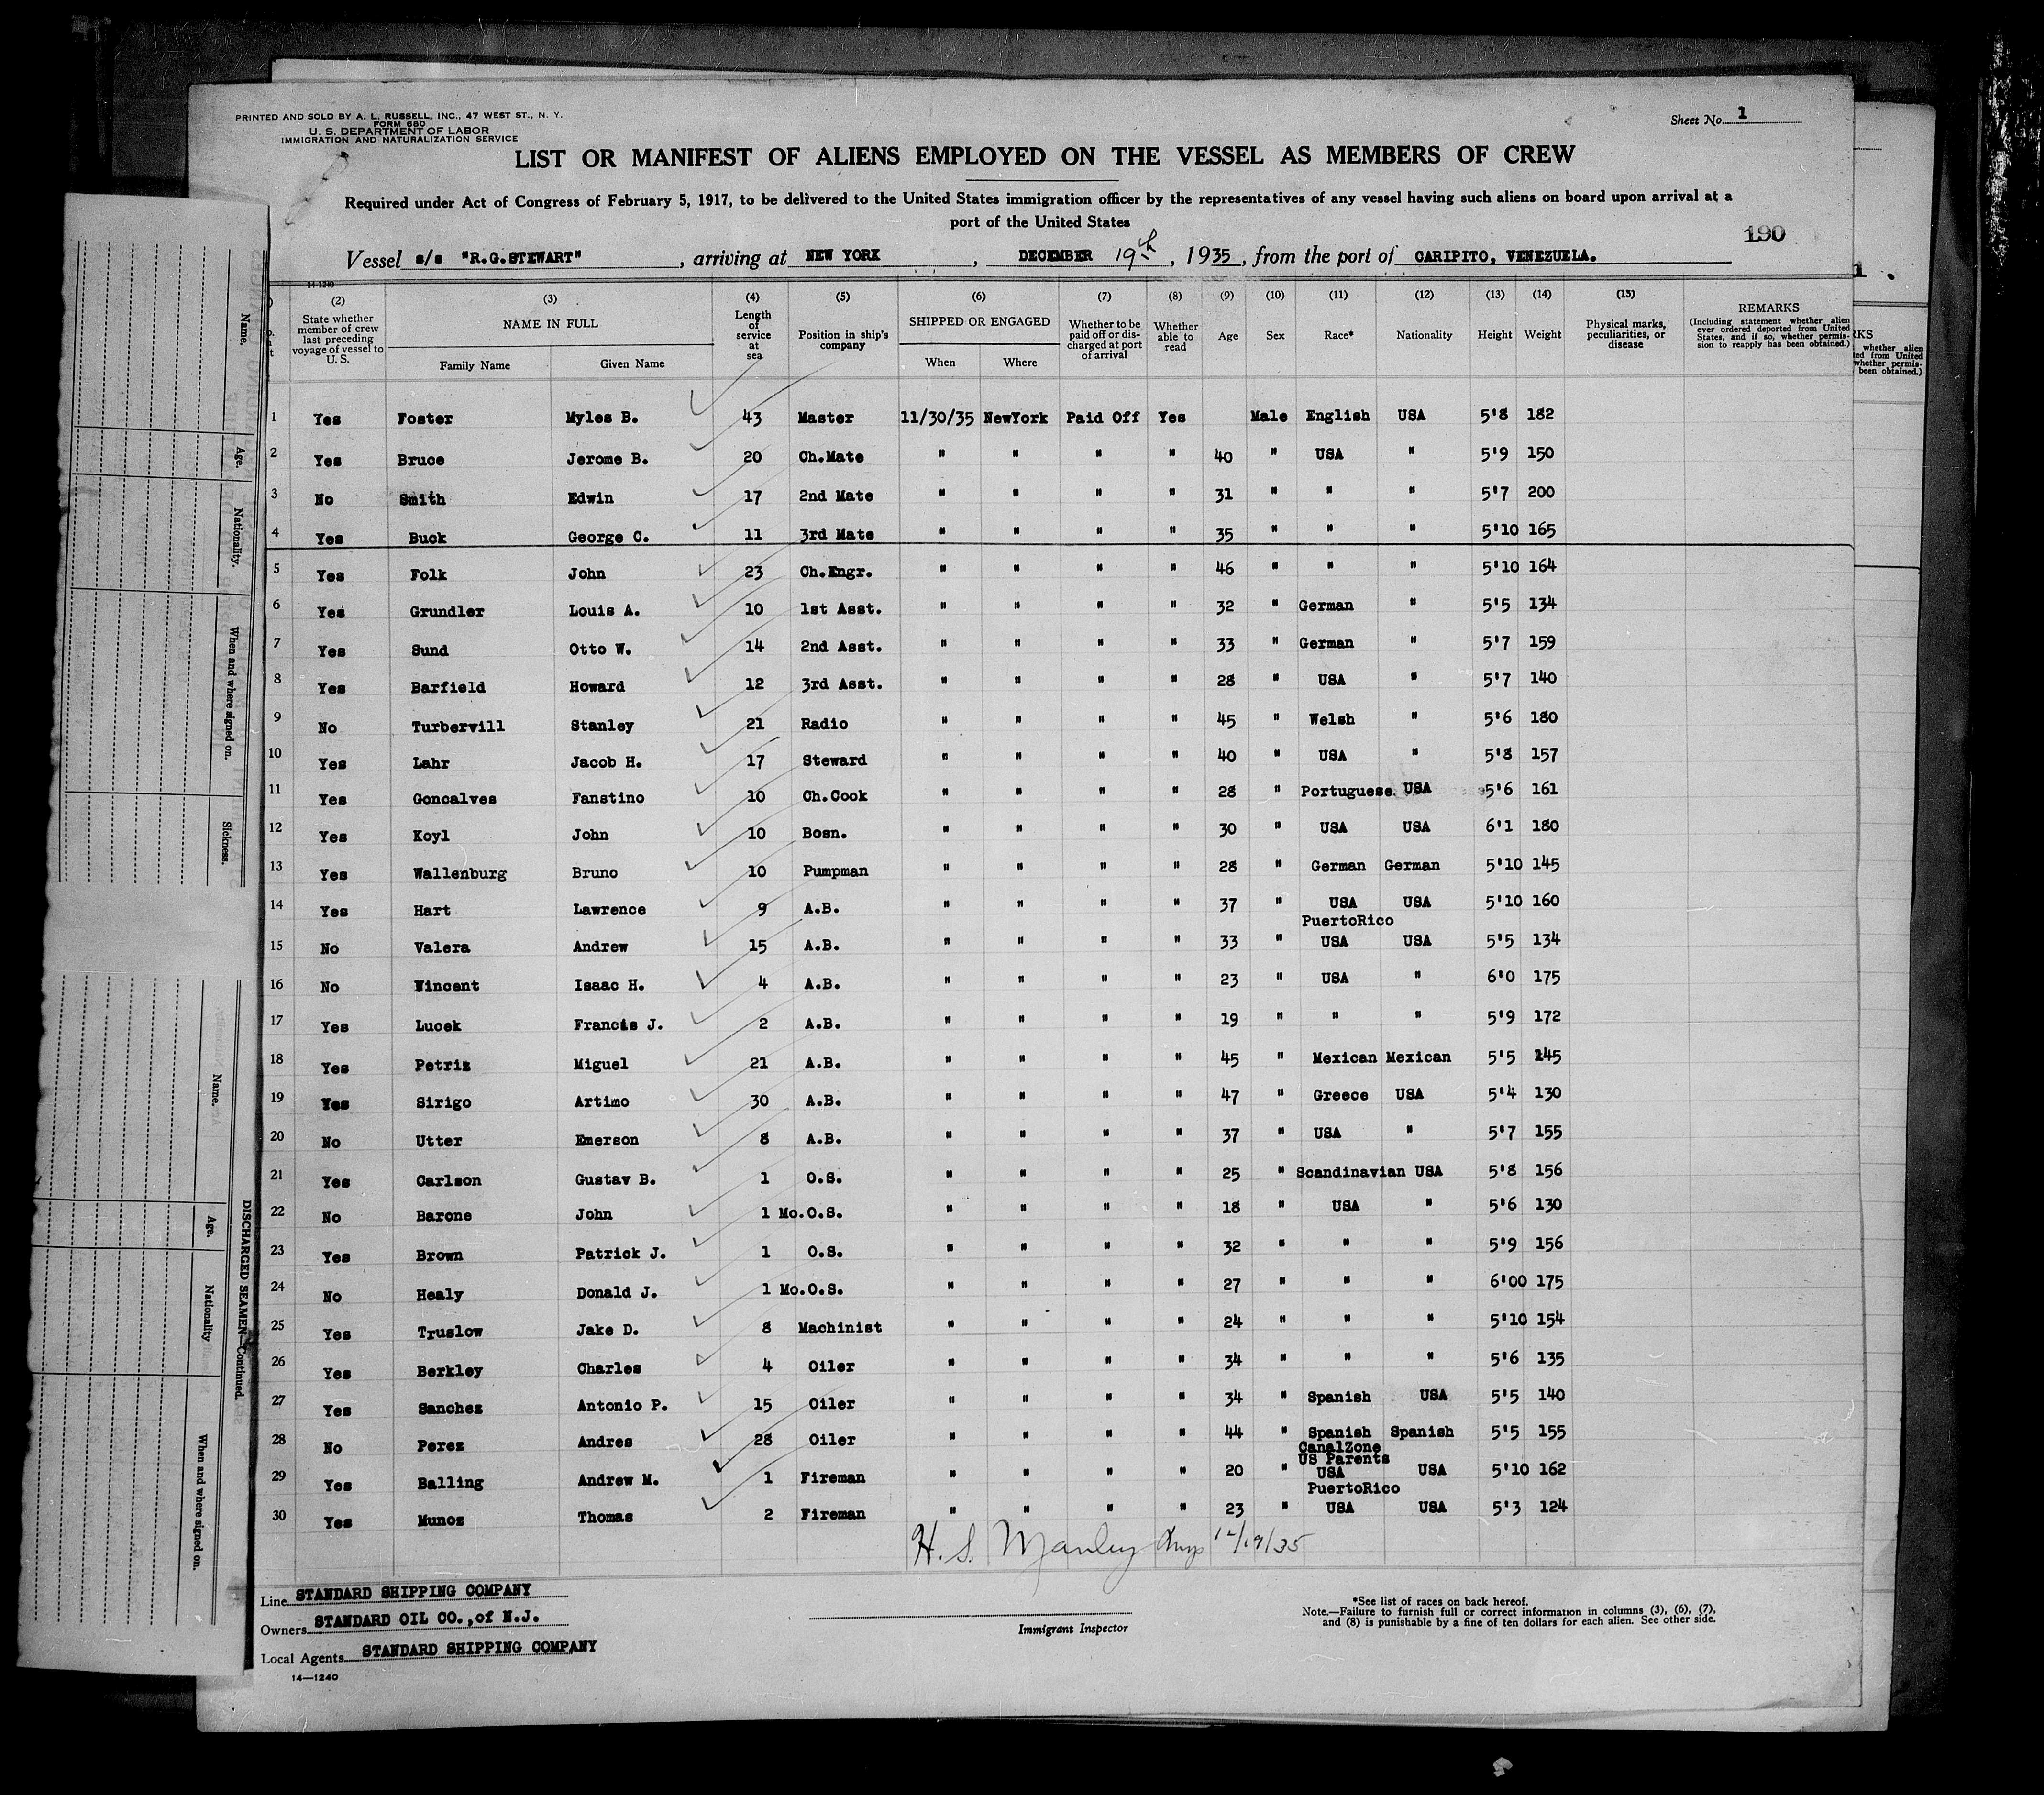 PRINTED AND SOLD BY A. L. RUSSELL, INC., 47 WEST ST., N. Y.
FORM 680
U. S. DEPARTMENT OF LABOR
IMMIGRATION AND NATURALIZATION SERVICE
Sheet No. 1
LIST OR MANIFEST OF ALIENS EMPLOYED ON THE VESSEL AS MEMBERS OF CREW
Required under Act of Congress of February 5, 1917, to be delivered to the United States immigration officer by the representatives of any vessel having such aliens on board upon arrival at a
port of the United States
190
Vessel s/s "R.G.STEWART", arriving at NEW YORK, DECEMBER 19th, 1935, from the port of CARIPITO, VENEZUELA.
14-1240
(2) (3) (4) (5) (6) (7) (8) (9) (10) (11) (12) (13) (14) (15)
State whether member of crew last preceding voyage of vessel to U. S.
NAME IN FULL
Family Name Given Name
Length of service at sea
Position in ship's company
SHIPPED OR ENGAGED
When Where
Whether to be paid off or discharged at port of arrival
Whether able to read
Age Sex Race* Nationality Height Weight
Physical marks, peculiarities, or disease
REMARKS
(Including statement whether alien ever ordered deported from United States, and if so, whether permission to reapply has been obtained.)
1 Yes Foster Myles B. 43 Master 11/30/35 NewYork Paid Off Yes Male English USA 5'8 182
2 Yes Bruce Jerome B. 20 Ch.Mate " " " " 40 " USA " 5'9 150
3 No Smith Edwin 17 2nd Mate " " " " 31 " " " 5'7 200
4 Yes Buck George C. 11 3rd Mate " " " " 35 " " " 5'10 165
5 Yes Folk John 23 Ch.Engr. " " " " 46 " " " 5'10 164
6 Yes Grundler Louis A. 10 1st Asst. " " " " 32 " German " 5'5 134
7 Yes Sund Otto W. 14 2nd Asst. " " " " 33 " German " 5'7 159
8 Yes Barfield Howard 12 3rd Asst. " " " " 28 " USA " 5'7 140
9 No Turbervill Stanley 21 Radio " " " " 45 " Welsh " 5'6 180
10 Yes Lahr Jacob H. 17 Steward " " " " 40 " USA " 5'8 157
11 Yes Goncalves Fanstino 10 Ch.Cook " " " " 28 " Portuguese. USA 5'6 161
12 Yes Koyl John 10 Bosn. " " " " 30 " USA USA 6'1 180
13 Yes Wallenburg Bruno 10 Pumpman " " " " 28 " German German 5'10 145
14 Yes Hart Lawrence 9 A.B. " " " " 37 " USA USA 5'10 160
PuertoRico
15 No Valera Andrew 15 A.B. " " " " 33 " USA USA 5'5 134
16 No Vincent Isaac H. 4 A.B. " " " " 23 " USA " 6'0 175
17 Yes Lucek Francis J. 2 A.B. " " " " 19 " " " 5'9 172
18 Yes Petriz Miguel 21 A.B. " " " " 45 " Mexican Mexican 5'5 145
19 Yes Sirigo Artimo 30 A.B. " " " " 47 " Greece USA 5'4 130
20 No Utter Emerson 8 A.B. " " " " 37 " USA " 5'7 155
21 Yes Carlson Gustav B. 1 O.S. " " " " 25 " Scandinavian USA 5'8 156
22 No Barone John 1 Mo.O.S. " " " " 18 " USA " 5'6 130
23 Yes Brown Patrick J. 1 O.S. " " " " 32 " " " 5'9 156
24 No Healy Donald J. 1 Mo.O.S. " " " " 27 " " " 6'00 175
25 Yes Truslow Jake D. 8 Machinist " " " " 24 " " " 5'10 154
26 Yes Berkley Charles 4 Oiler " " " " 34 " " " 5'6 135
27 Yes Sanchez Antonio P. 15 Oiler " " " " 34 " Spanish USA 5'5 140
28 No Perez Andres 28 Oiler " " " " 44 " Spanish Spanish 5'5 155
CanalZone
US Parents
29 Yes Balling Andrew M. 1 Fireman " " " " 20 " USA USA 5'10 162
PuertoRico
30 Yes Munoz Thomas 2 Fireman " " " " 23 " USA USA 5'3 124
H. S. Manley 12/19/35
Line STANDARD SHIPPING COMPANY
Owners STANDARD OIL CO.,of N.J.
Local Agents STANDARD SHIPPING COMPANY
14—1240
Immigrant Inspector
*See list of races on back hereof.
Note.—Failure to furnish full or correct information in columns (3), (6), (7),
and (8) is punishable by a fine of ten dollars for each alien. See other side.
Name.
Age.
Nationality.
When and where signed on.
Sickness.
DISCHARGED SEAMEN—Continued.
Name.
Age.
Nationality
When and where signed on.